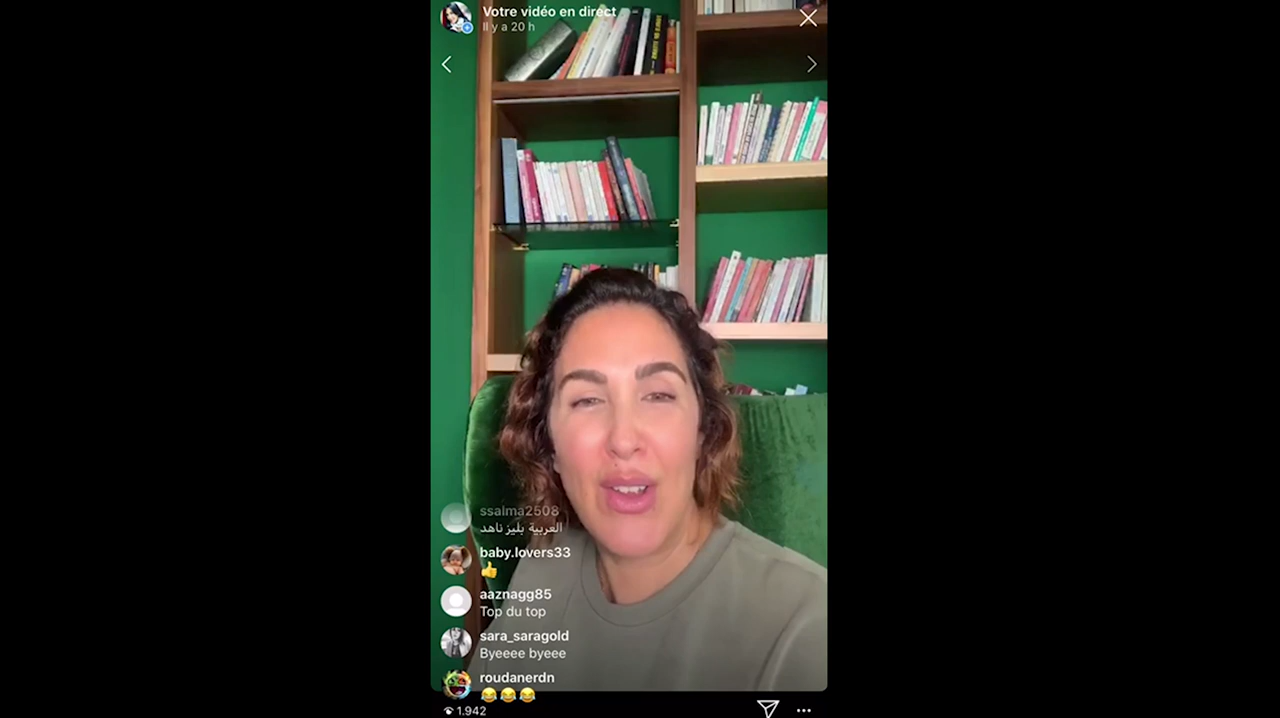 Votre vidéo en direct
Il y a 20 h
ssalma2508
العربية بليز ناهد
baby.lovers33
👍
aaznagg85
Top du top
sara_saragold
Byeeee byeee
roudanerdn
😂😂😂
1.942